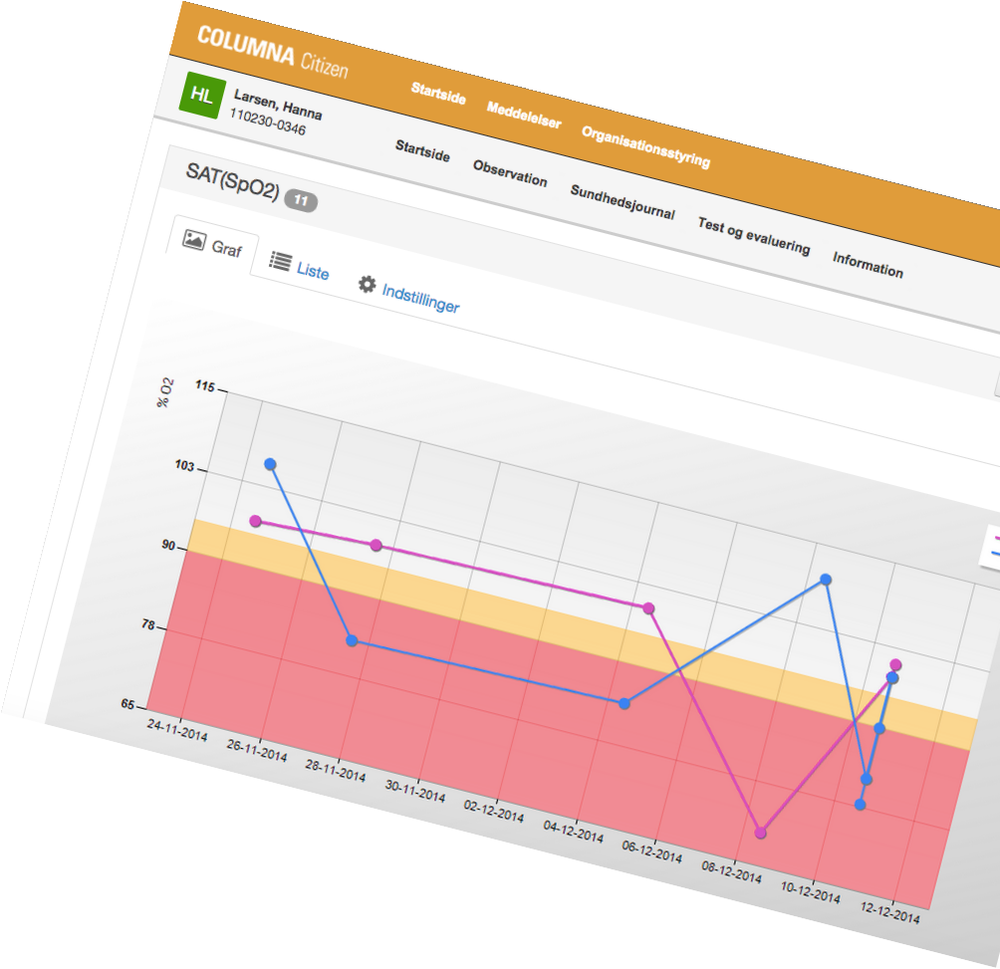 COLUMNA Citizen
Startside Meddelelser Organisationsstyring
HL
Larsen, Hanna
110230-0346
Startside Observation Sundhedsjournal Test og evaluering Information
SAT(SpO2) 11
Graf Liste Indstillinger
% O2
115
103
90
78
65
24-11-2014 26-11-2014 28-11-2014 30-11-2014 02-12-2014 04-12-2014 06-12-2014 08-12-2014 10-12-2014 12-12-2014